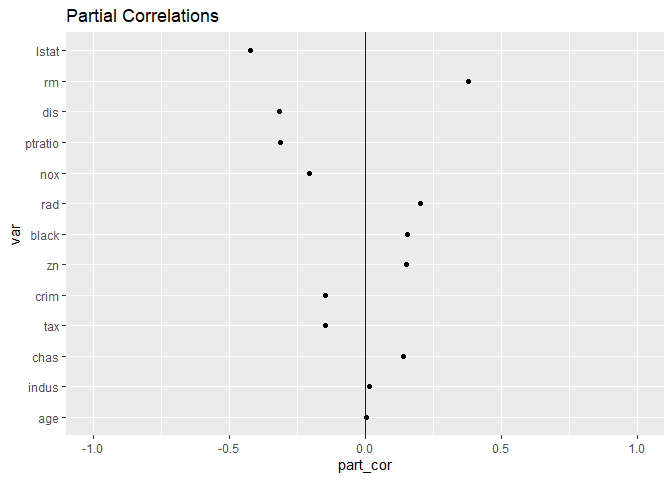 Partial Correlations
lstat
rm
dis
ptratio
nox
rad
black
zn
crim
tax
chas
indus
age
var
-1.0
-0.5
0.0
0.5
1.0
part_cor